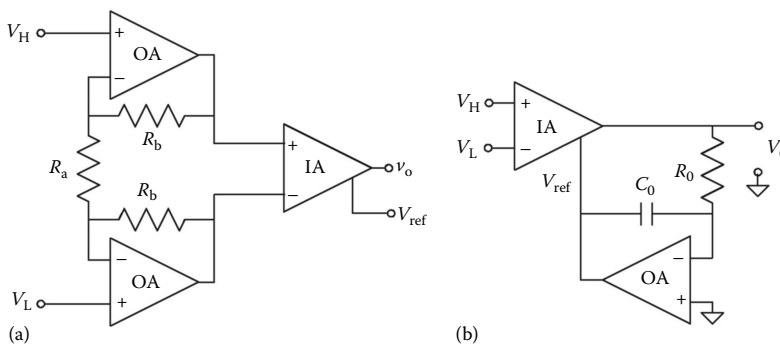 V_H
+
OA
−
R_b
R_a
R_b
+
IA
−
v_o
V_ref
−
OA
V_L
+
(a)
V_H
+
IA
V_L
−
V_ref
C_0
R_0
OA
−
+
(b)